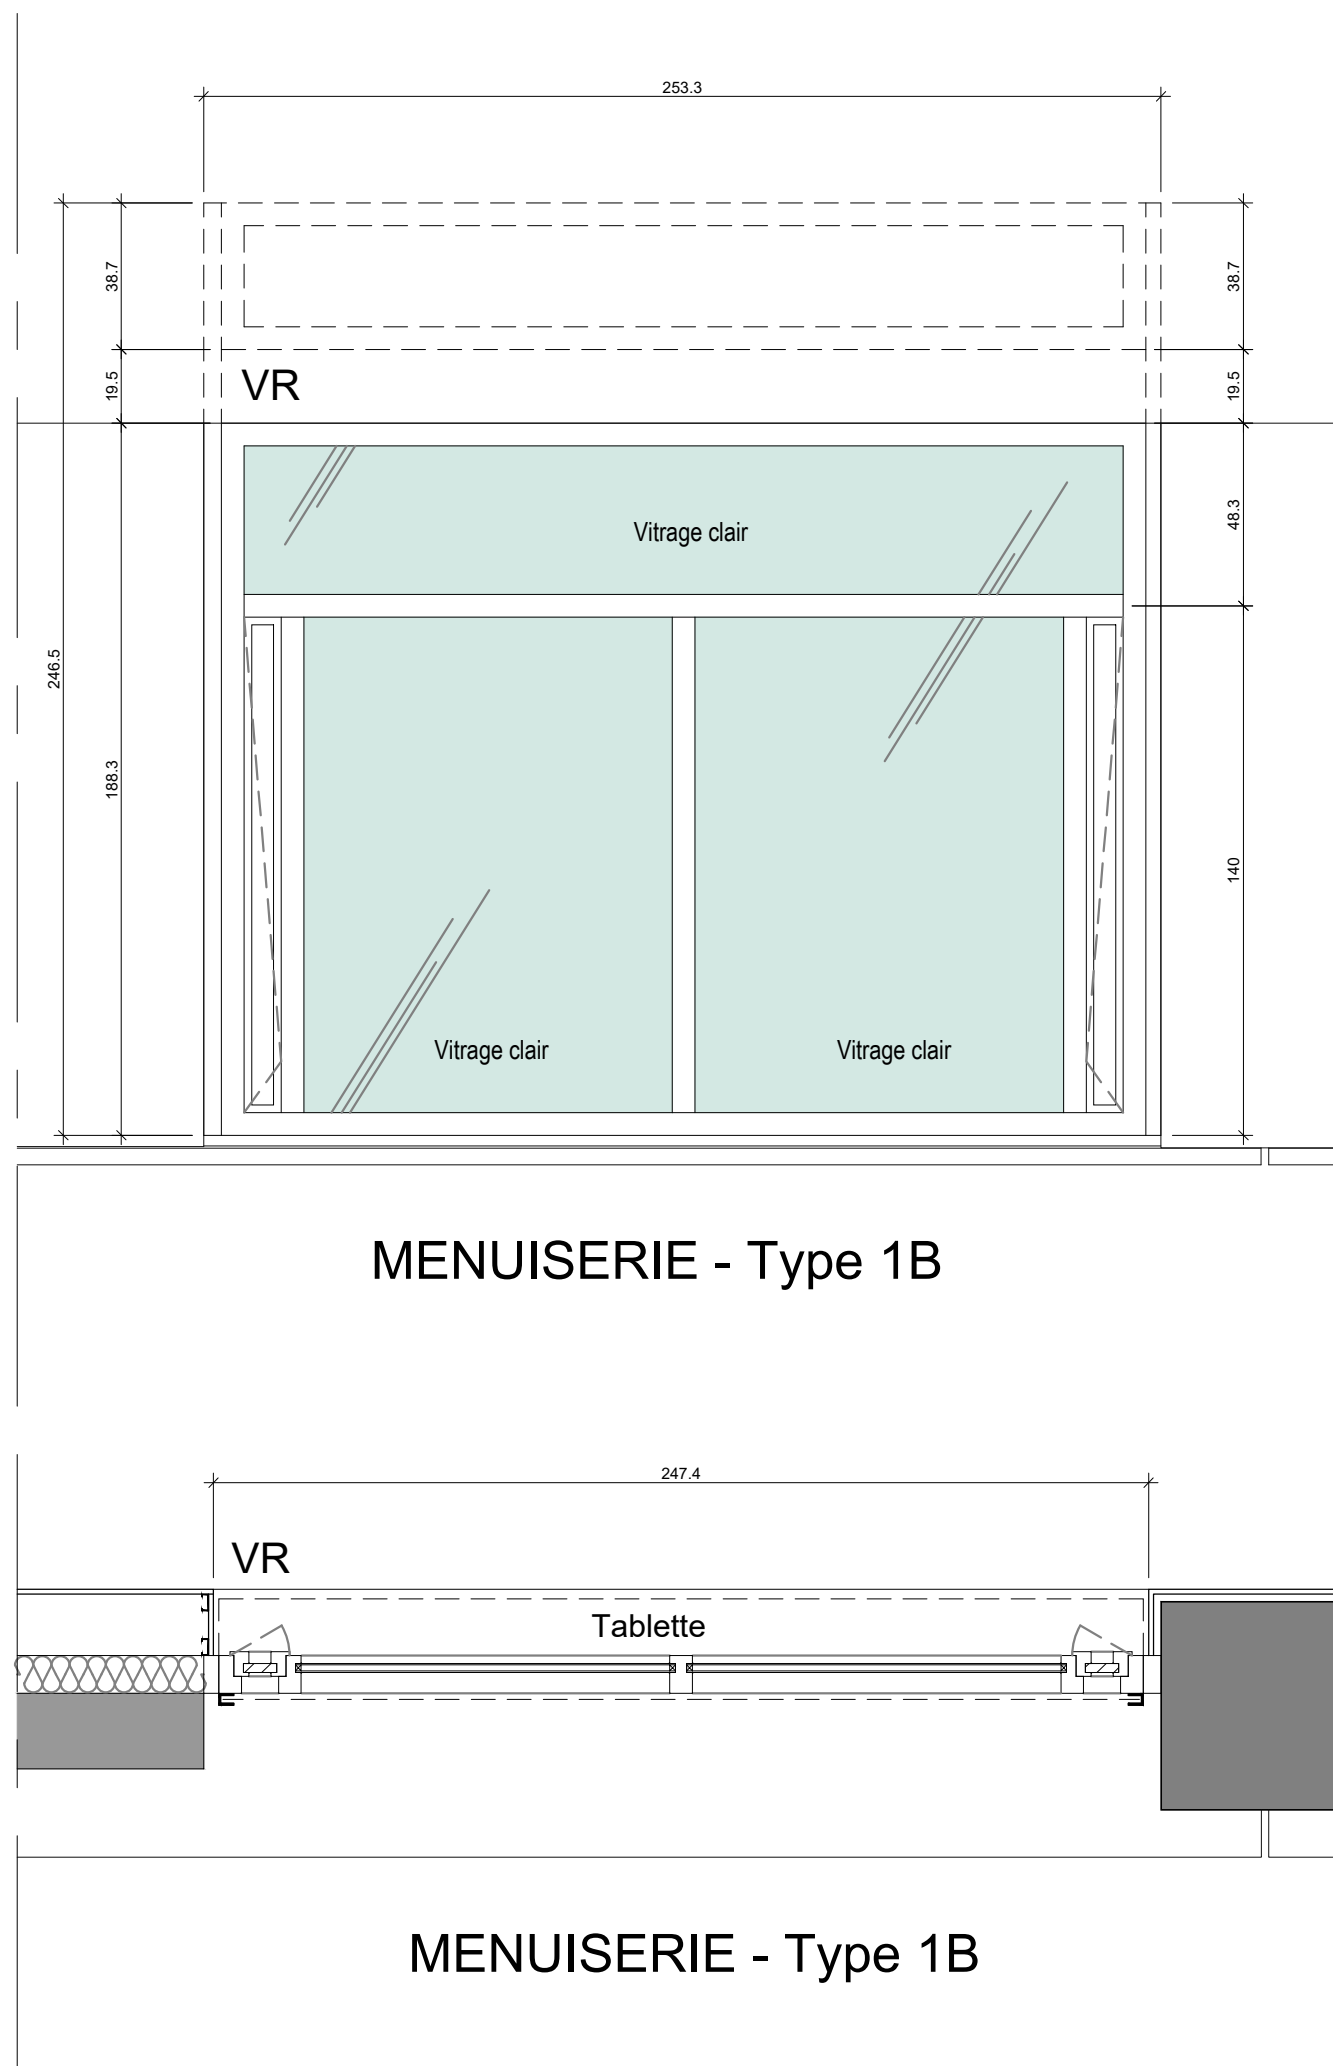 253.3
38.7
38.7
19.5
VR
19.5
Vitrage clair
48.3
246.5
188.3
140
Vitrage clair
Vitrage clair
MENUISERIE - Type 1B
247.4
VR
Tablette
MENUISERIE - Type 1B